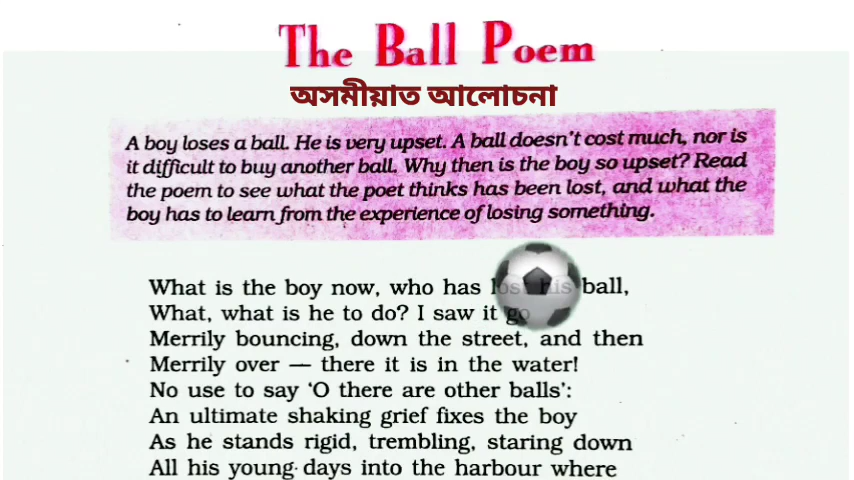 The Ball Poem
অসমীয়াত আলোচনা
A boy loses a ball. He is very upset. A ball doesn't cost much, nor is
it difficult to buy another ball. Why then is the boy so upset? Read
the poem to see what the poet thinks has been lost, and what the
boy has to learn from the experience of losing something.
What is the boy now, who has lost his ball,
What, what is he to do? I saw it go
Merrily bouncing, down the street, and then
Merrily over — there it is in the water!
No use to say ‘O there are other balls’:
An ultimate shaking grief fixes the boy
As he stands rigid, trembling, staring down
All his young days into the harbour where